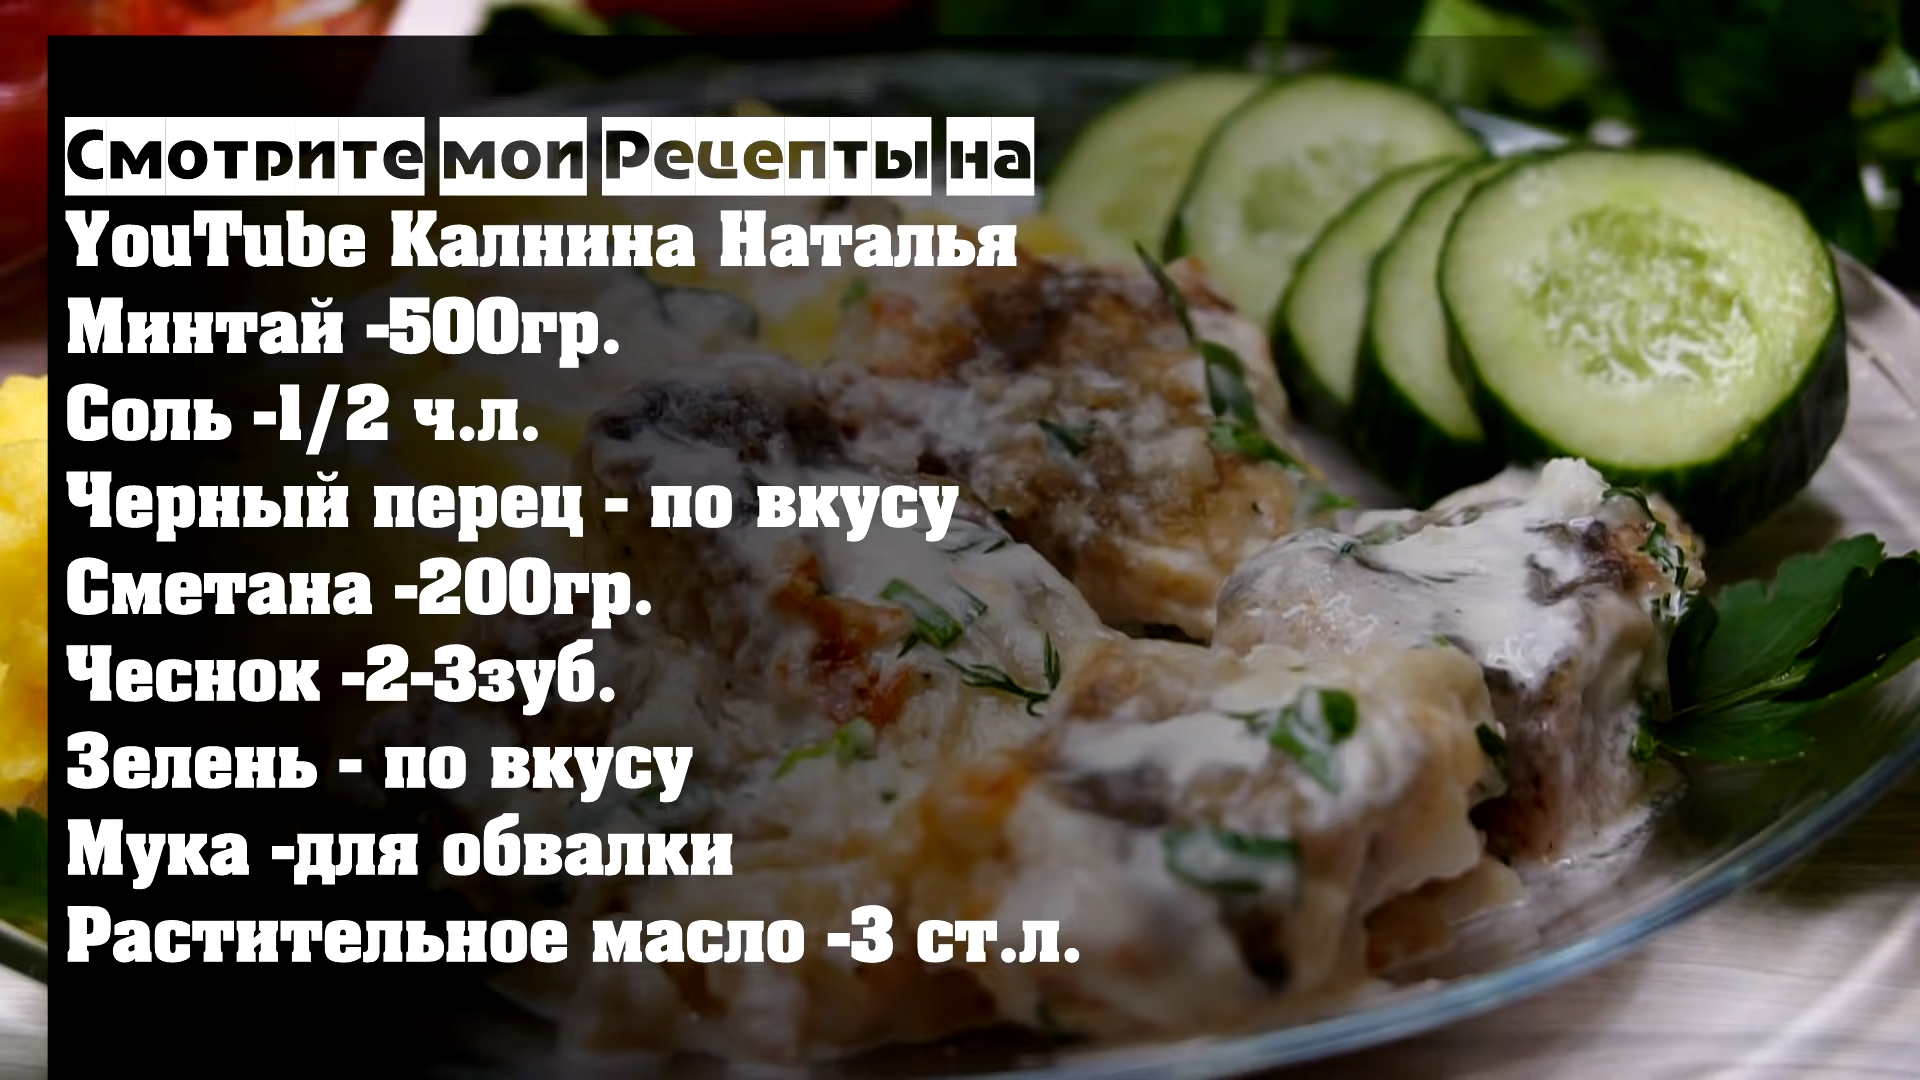 Смотрите мои Рецепты на
YouTube Калнина Наталья
Минтай -500гр.
Соль -1/2 ч.л.
Черный перец - по вкусу
Сметана -200гр.
Чеснок -2-3зуб.
Зелень - по вкусу
Мука -для обвалки
Растительное масло -3 ст.л.